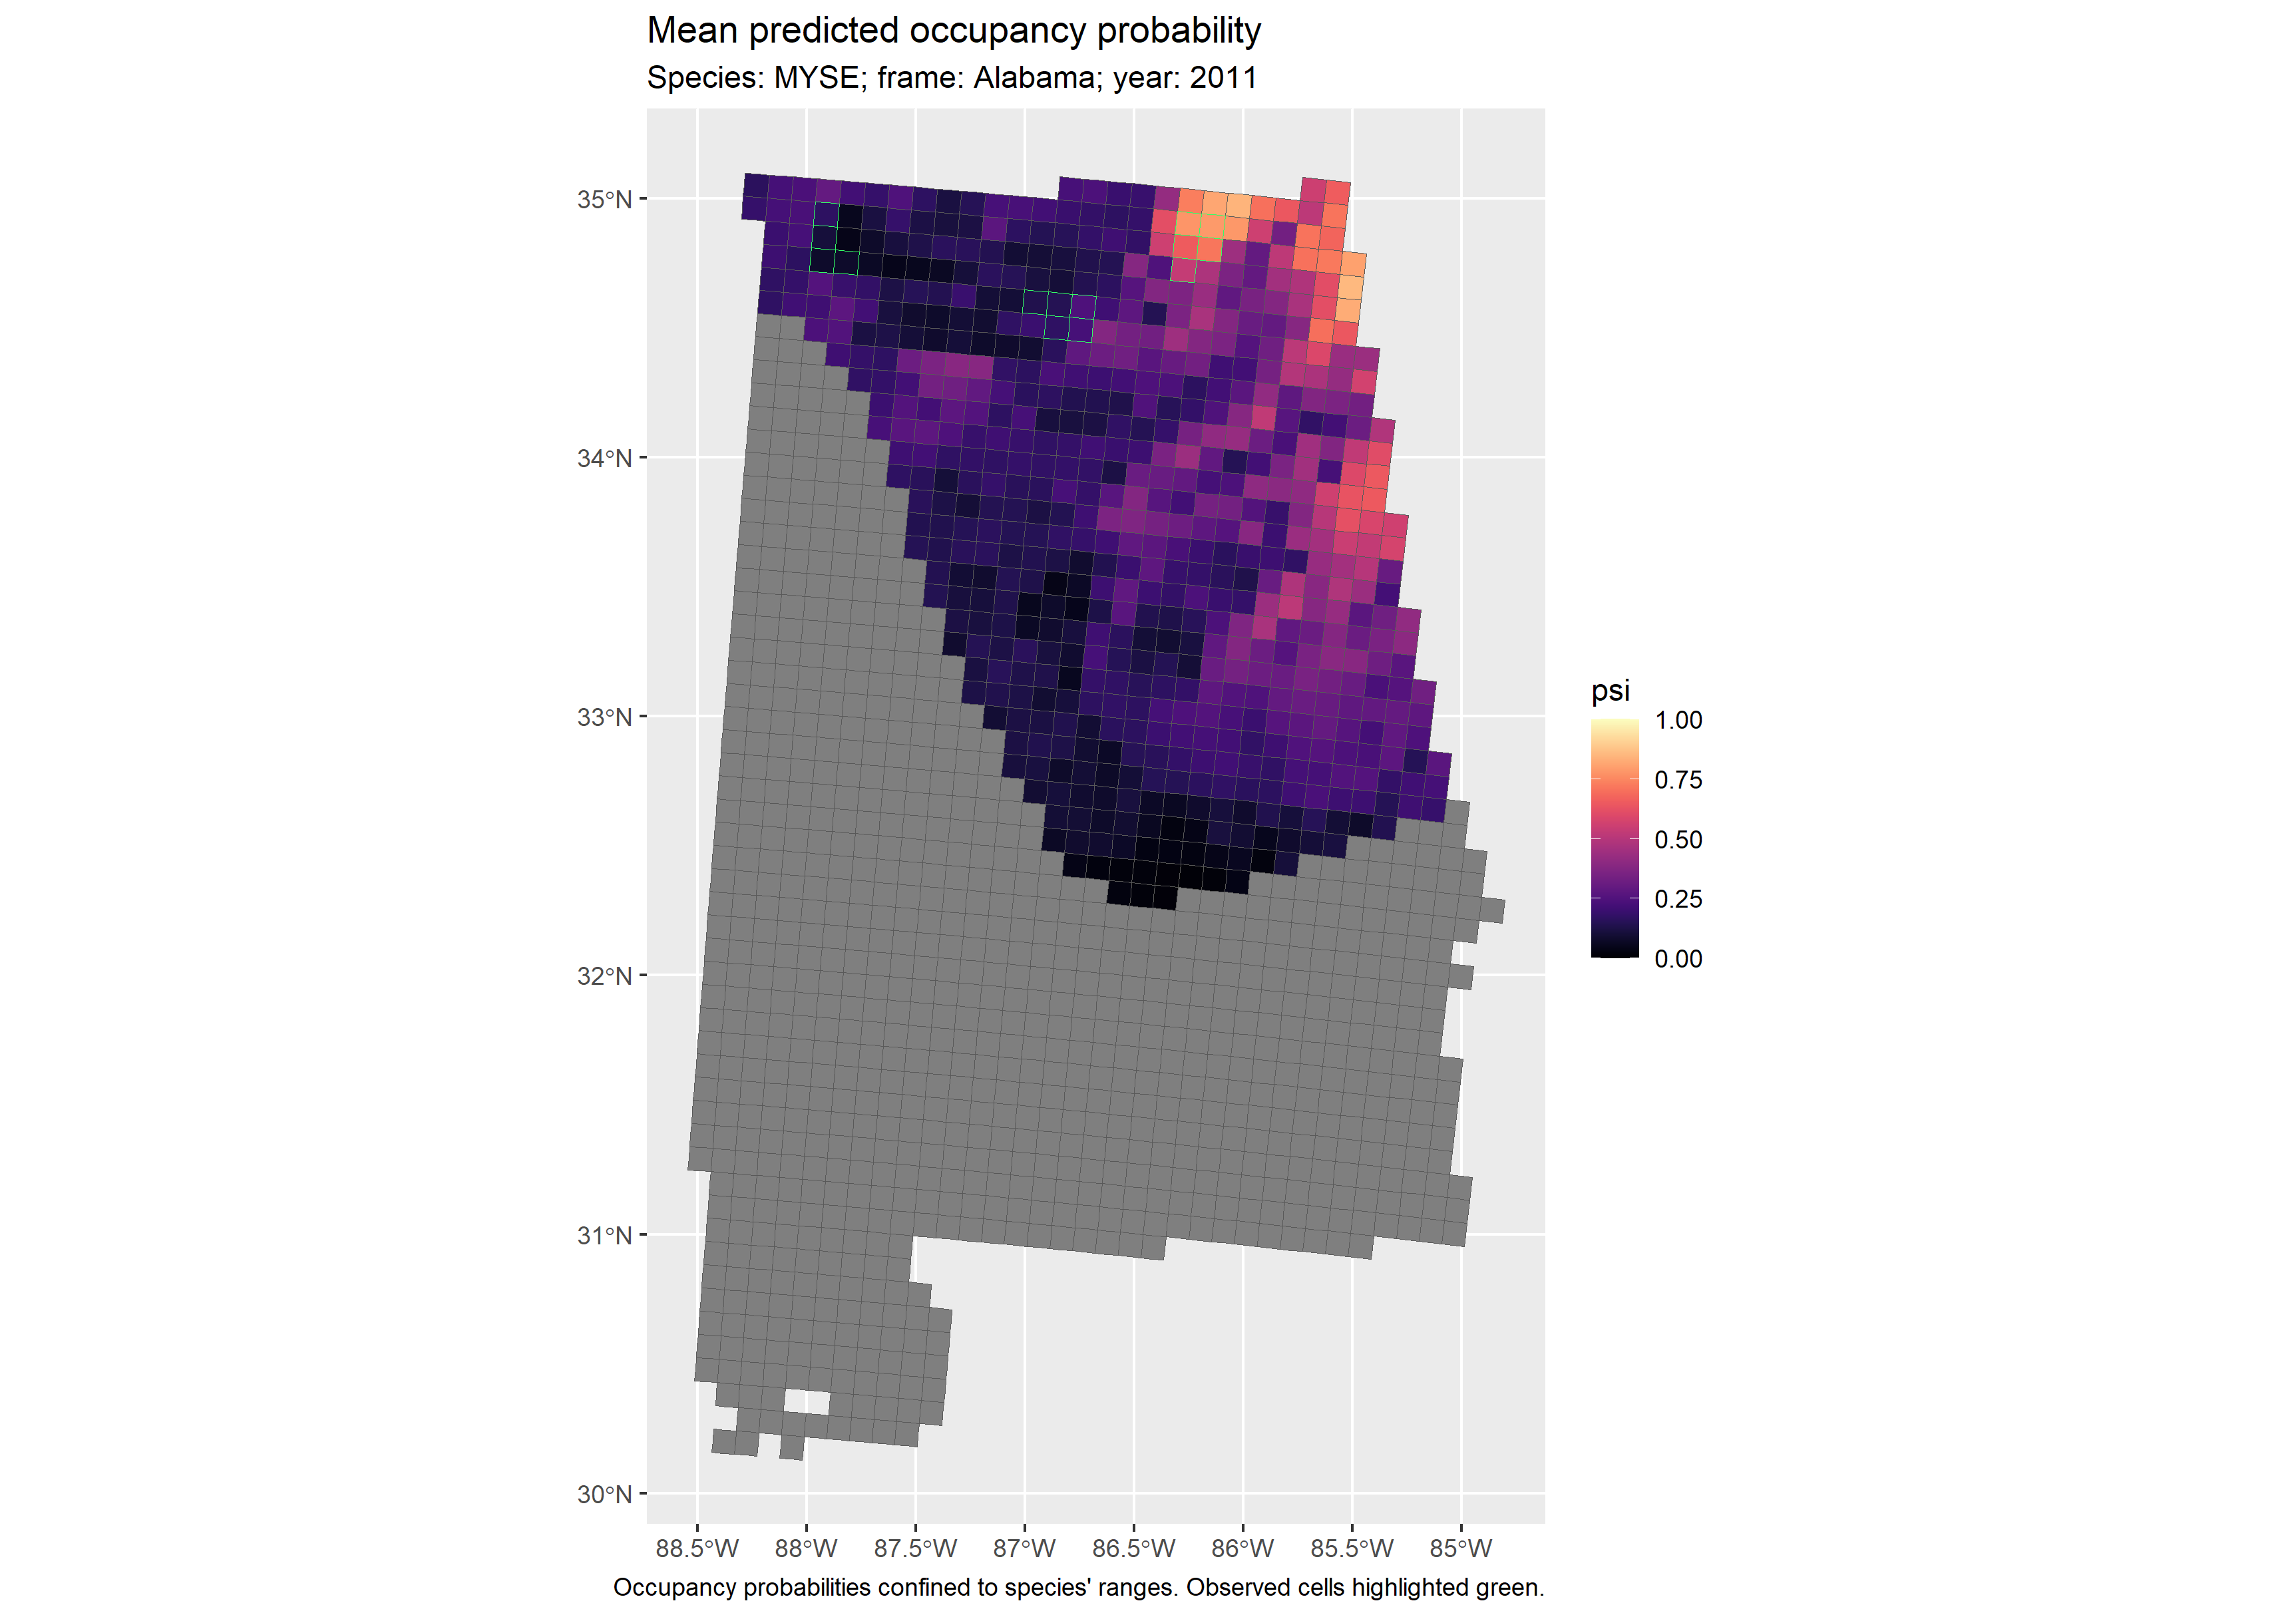 Mean predicted occupancy probability
Species: MYSE; frame: Alabama; year: 2011
35°N
34°N
33°N
32°N
31°N
30°N
88.5°W 88°W 87.5°W 87°W 86.5°W 86°W 85.5°W 85°W
psi
1.00
0.75
0.50
0.25
0.00
Occupancy probabilities confined to species' ranges. Observed cells highlighted green.